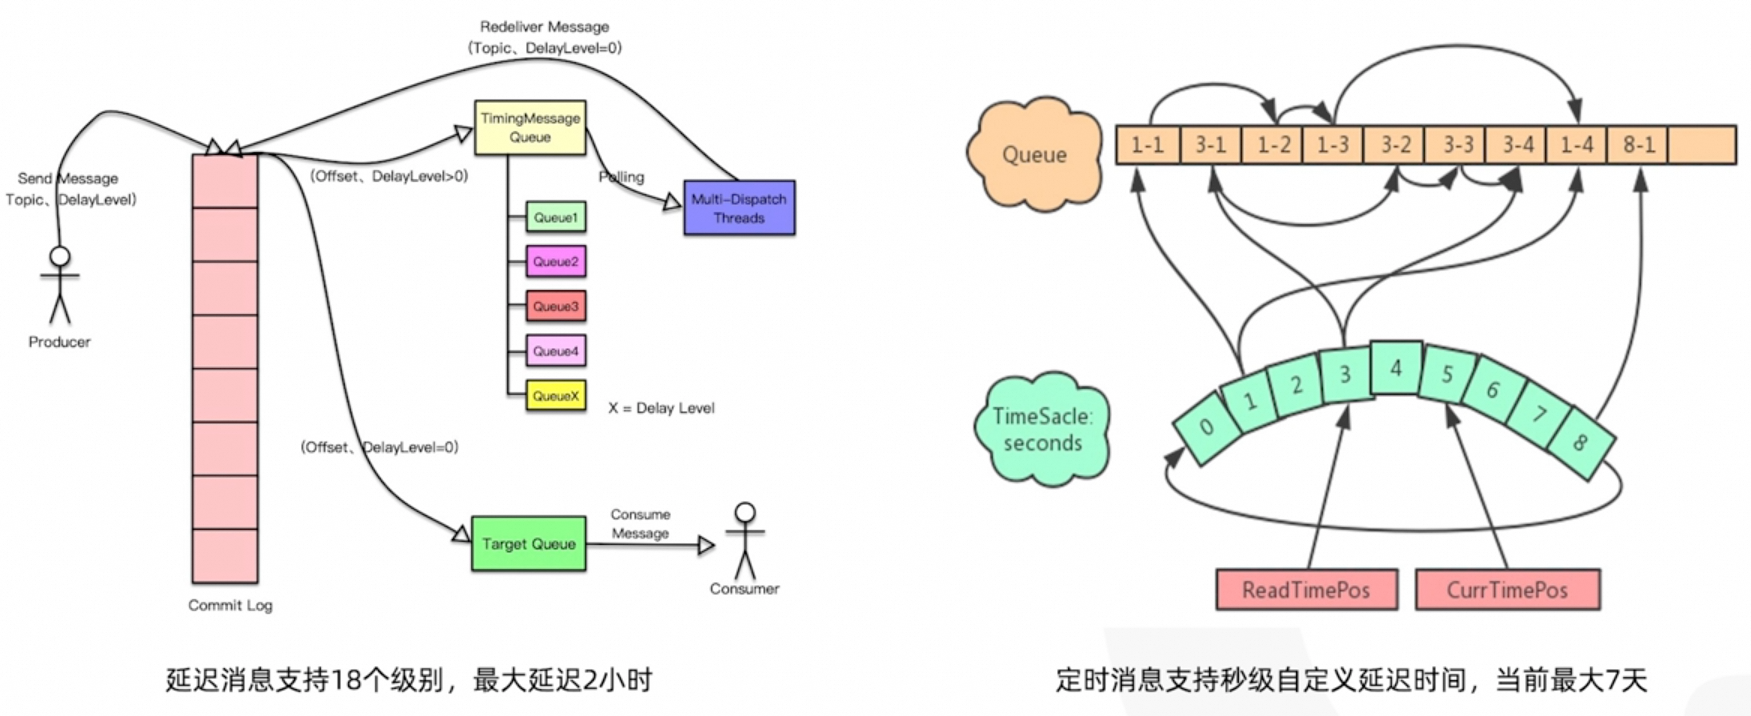 Redeliver Message
(Topic、DelayLevel=0)
TimingMessage
Queue
Send Message
Topic、DelayLevel)
(Offset、DelayLevel>0)
Polling
Multi-Dispatch
Threads
Queue1
Queue2
Queue3
Queue4
QueueX
X = Delay Level
Producer
(Offset、DelayLevel=0)
Target Queue
Consume
Message
Consumer
Commit Log
延迟消息支持18个级别，最大延迟2小时
Queue
1-1
3-1
1-2
1-3
3-2
3-3
3-4
1-4
8-1
TimeSacle:
seconds
0
1
2
3
4
5
6
7
8
ReadTimePos
CurrTimePos
定时消息支持秒级自定义延迟时间，当前最大7天